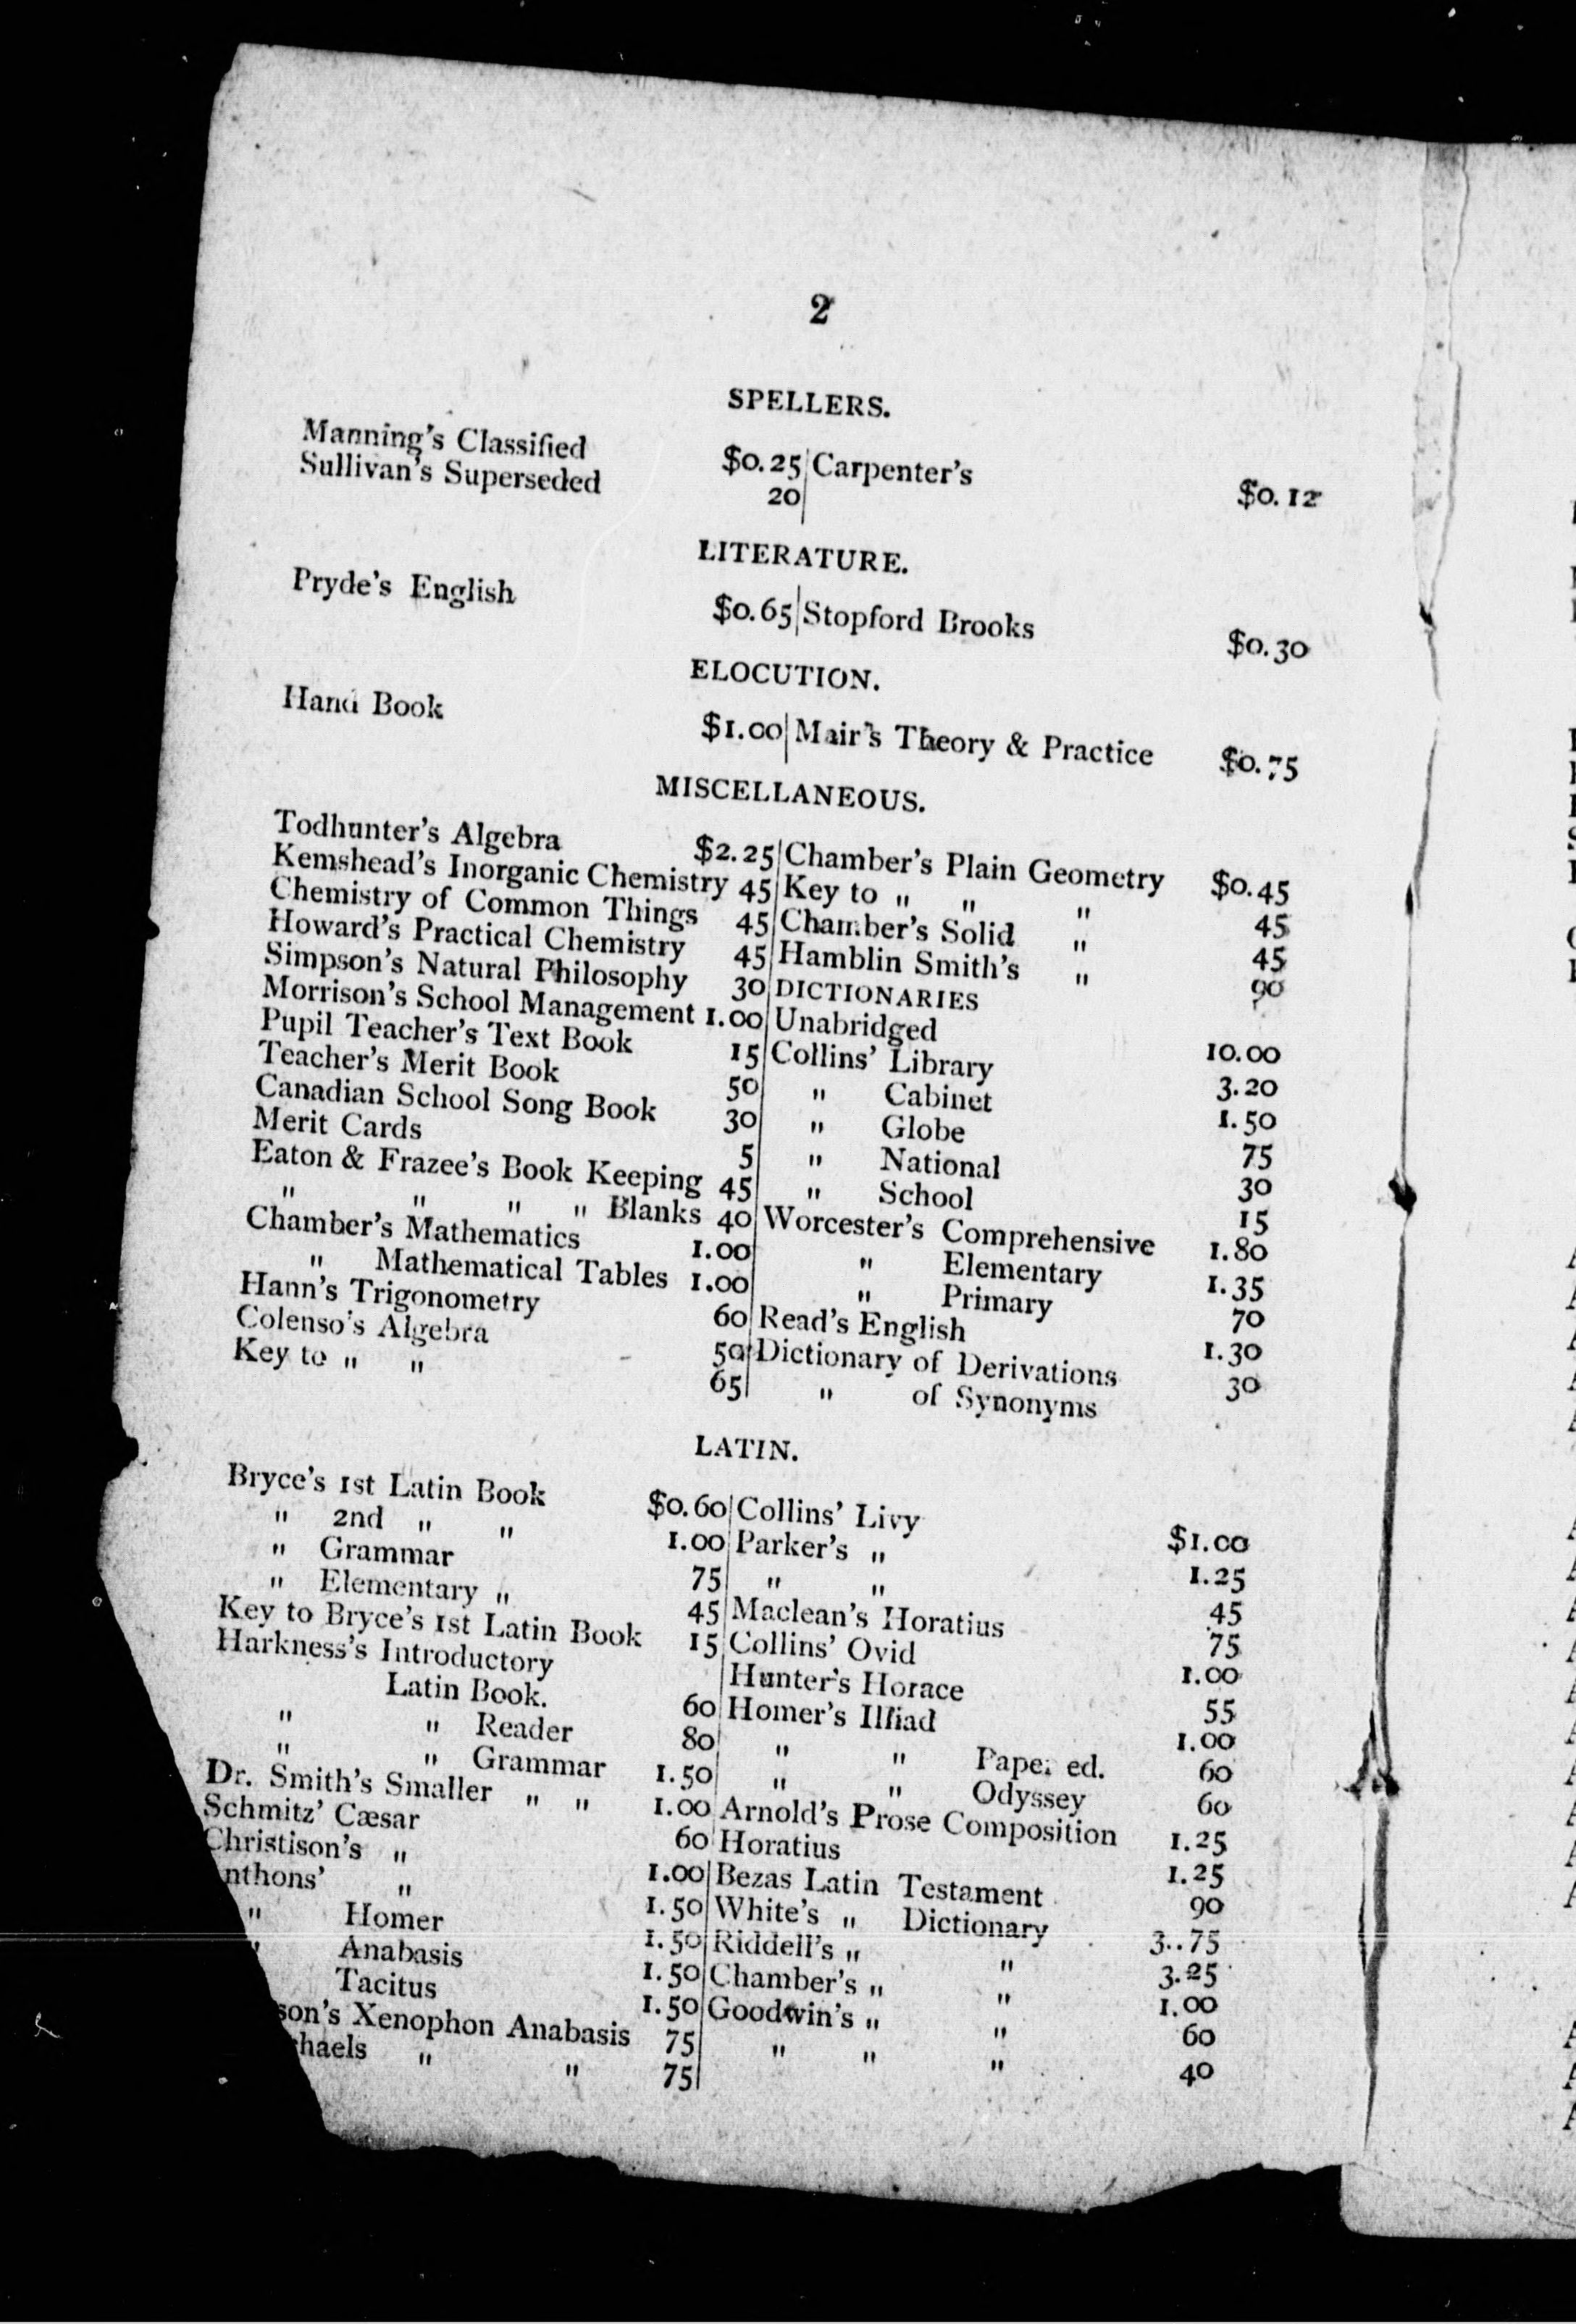 2
SPELLERS.
Manning's Classified $0.25
Sullivan's Superseded 20
Carpenter's $0.12
LITERATURE.
Pryde's English $0.65
Stopford Brooks $0.30
ELOCUTION.
Hand Book $1.00
Mair's Theory & Practice $0.75
MISCELLANEOUS.
Todhunter's Algebra $2.25
Kemshead's Inorganic Chemistry 45
Chemistry of Common Things 45
Howard's Practical Chemistry 45
Simpson's Natural Philosophy 30
Morrison's School Management 1.00
Pupil Teacher's Text Book 15
Teacher's Merit Book 50
Canadian School Song Book 30
Merit Cards 5
Eaton & Frazee's Book Keeping 45
" " " " Blanks 40
Chamber's Mathematics 1.00
" Mathematical Tables 1.00
Hann's Trigonometry 60
Colenso's Algebra 50
Key to " " 65
Chamber's Plain Geometry $0.45
Key to " " " 45
Chamber's Solid " 45
Hamblin Smith's " 90
DICTIONARIES
Unabridged 10.00
Collins' Library 3.20
" Cabinet 1.50
" Globe 75
" National 30
" School 15
Worcester's Comprehensive 1.80
" Elementary 1.35
" Primary 70
Read's English 1.30
Dictionary of Derivations 30
" of Synonyms
LATIN.
Bryce's 1st Latin Book $0.60
" 2nd " " 1.00
" Grammar 75
" Elementary " 45
Key to Bryce's 1st Latin Book 15
Harkness's Introductory
Latin Book. 60
" " Reader 80
" " Grammar 1.50
Dr. Smith's Smaller " " 1.00
Schmitz' Cæsar 60
Christison's " 1.00
nthons' " 1.50
" Homer 1.50
" Anabasis 1.50
Tacitus 1.50
son's Xenophon Anabasis 75
chaels " " 75
Collins' Livy $1.00
Parker's " 1.25
" " 45
Maclean's Horatius 75
Collins' Ovid 1.00
Hunter's Horace 55
Homer's Illiad 1.00
" " Paper ed. 60
" " Odyssey 60
Arnold's Prose Composition 1.25
Horatius 1.25
Bezas Latin Testament 90
White's " Dictionary 3..75
Riddell's " " 3.25
Chamber's " " 1.00
Goodwin's " " 60
" " " 40